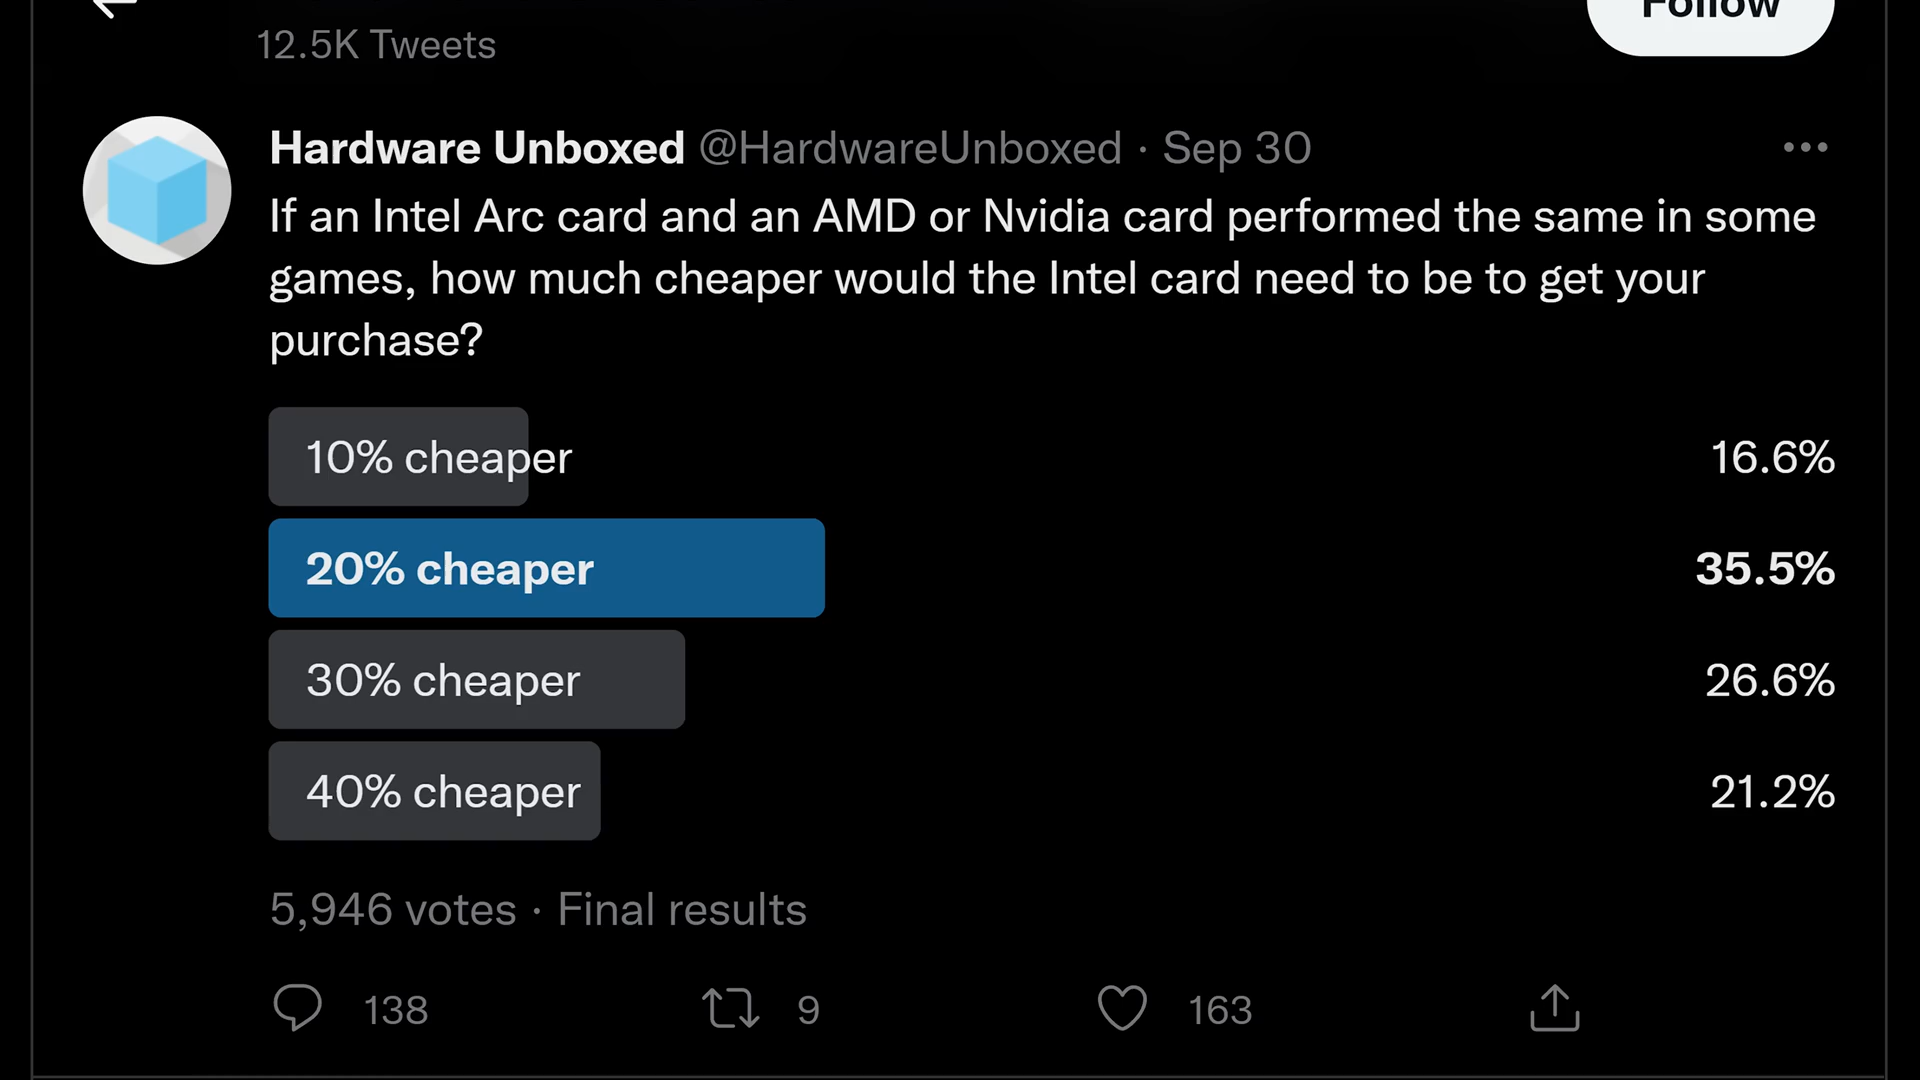 Follow
12.5K Tweets
Hardware Unboxed @HardwareUnboxed · Sep 30
If an Intel Arc card and an AMD or Nvidia card performed the same in some
games, how much cheaper would the Intel card need to be to get your
purchase?
10% cheaper 16.6%
20% cheaper 35.5%
30% cheaper 26.6%
40% cheaper 21.2%
5,946 votes · Final results
138 9 163